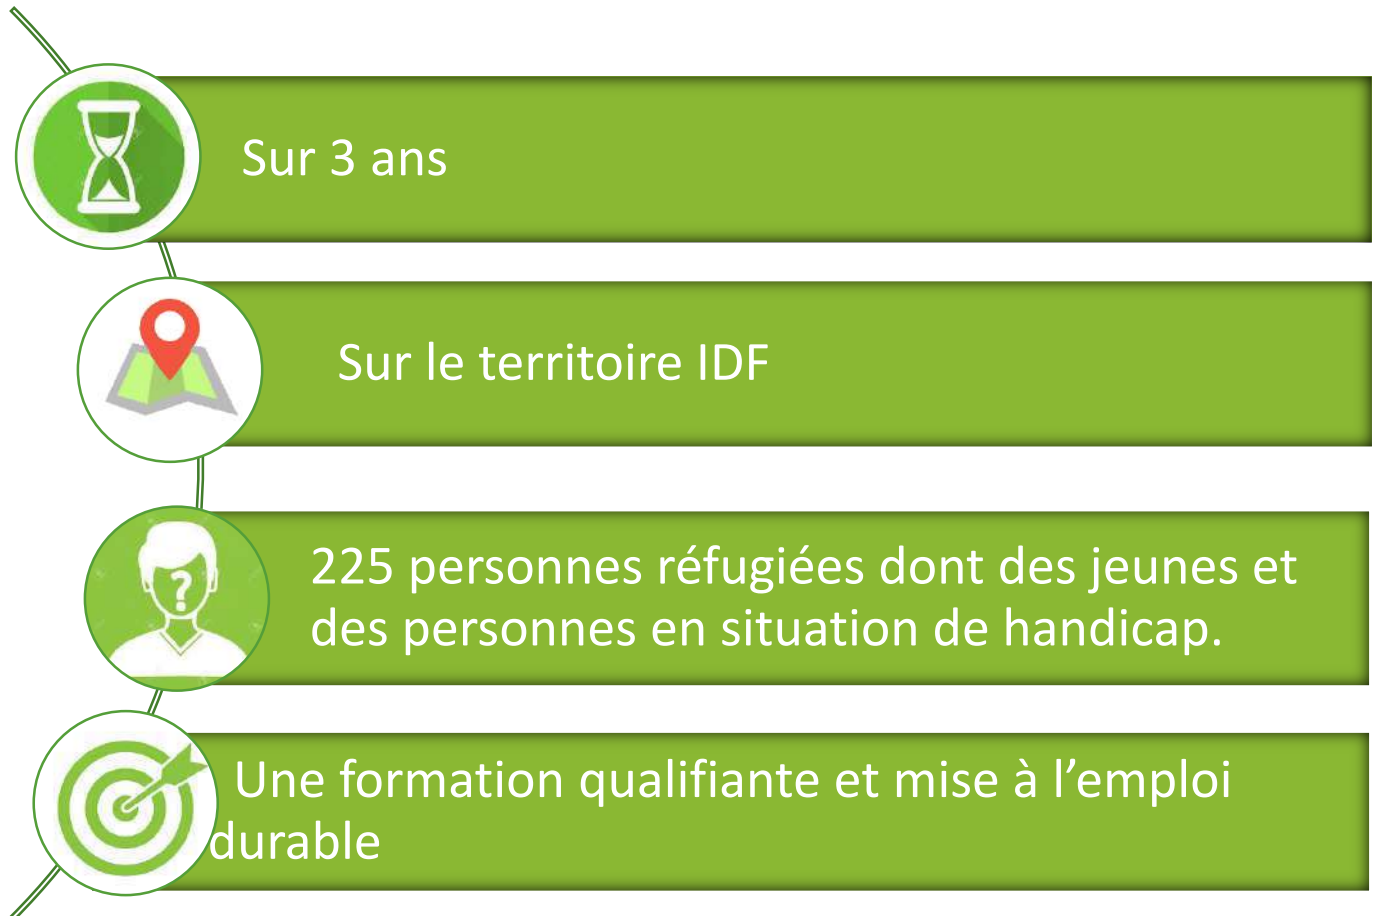 Sur 3 ans
Sur le territoire IDF
225 personnes réfugiées dont des jeunes et
des personnes en situation de handicap.
Une formation qualifiante et mise à l’emploi
durable